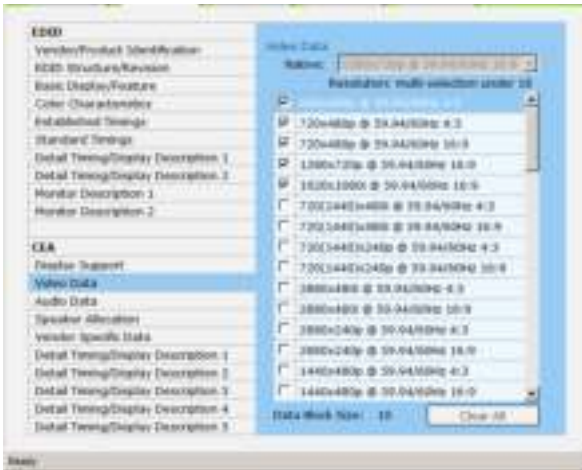 EDID
Vendor/Product Identification
EDID Structure/Revision
Basic Display/Feature
Color Characteristics
Established Timings
Standard Timings
Detail Timing/Display Description 1
Detail Timing/Display Description 2
Monitor Description 1
Monitor Description 2
CEA
Display Support
Video Data
Audio Data
Speaker Allocation
Vendor Specific Data
Detail Timing/Display Description 1
Detail Timing/Display Description 2
Detail Timing/Display Description 3
Detail Timing/Display Description 4
Detail Timing/Display Description 5
Video Data
Native:
Resolution: multi-selection under
720x480p @ 59.94/60Hz 4:3
720x480p @ 59.94/60Hz 16:9
1280x720p @ 59.94/60Hz 16:9
1920x1080i @ 59.94/60Hz 16:9
720(1440)x480i @ 59.94/60Hz 4:3
720(1440)x480i @ 59.94/60Hz 16:9
720(1440)x240p @ 59.94/60Hz 4:3
720(1440)x240p @ 59.94/60Hz 16:9
2880x480i @ 59.94/60Hz 4:3
2880x480i @ 59.94/60Hz 16:9
2880x240p @ 59.94/60Hz 4:3
2880x240p @ 59.94/60Hz 16:9
1440x480p @ 59.94/60Hz 4:3
1440x480p @ 59.94/60Hz 16:9
Data Block Size: 10
Clear All
Ready